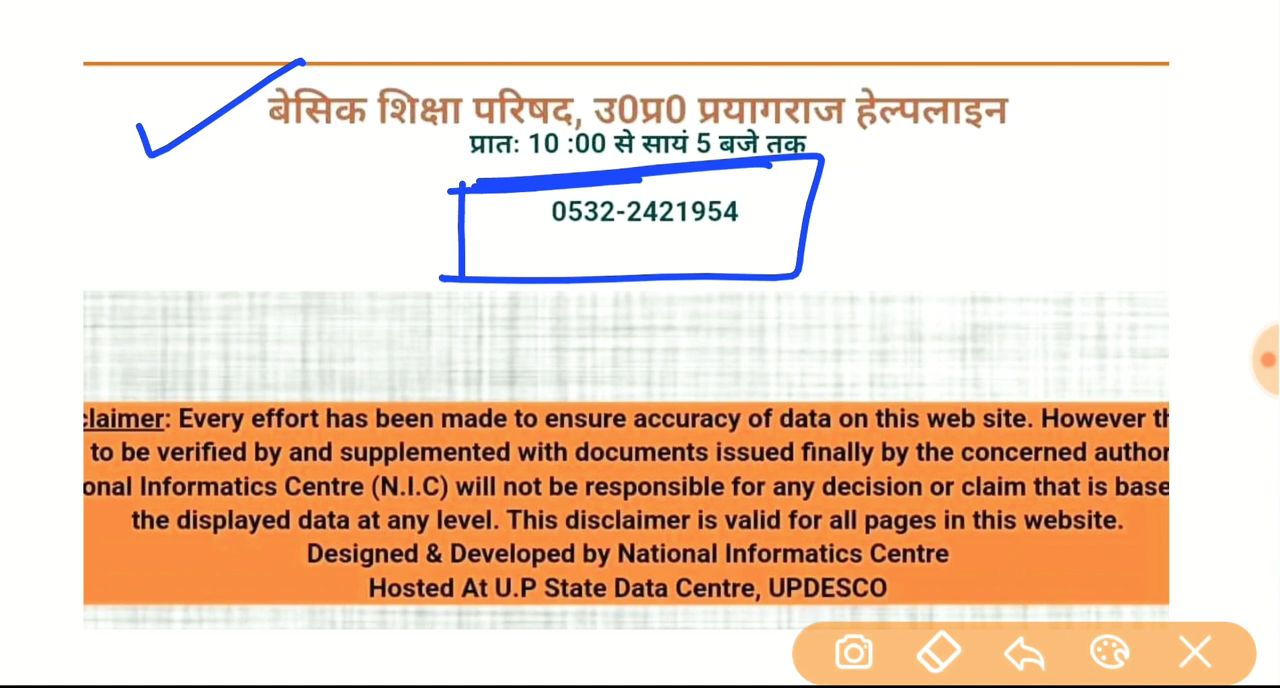 बेसिक शिक्षा परिषद, उ0प्र0 प्रयागराज हेल्पलाइन
प्रातः 10 :00 से सायं 5 बजे तक
0532-2421954
claimer: Every effort has been made to ensure accuracy of data on this web site. However th
to be verified by and supplemented with documents issued finally by the concerned author
onal Informatics Centre (N.I.C) will not be responsible for any decision or claim that is base
the displayed data at any level. This disclaimer is valid for all pages in this website.
Designed & Developed by National Informatics Centre
Hosted At U.P State Data Centre, UPDESCO